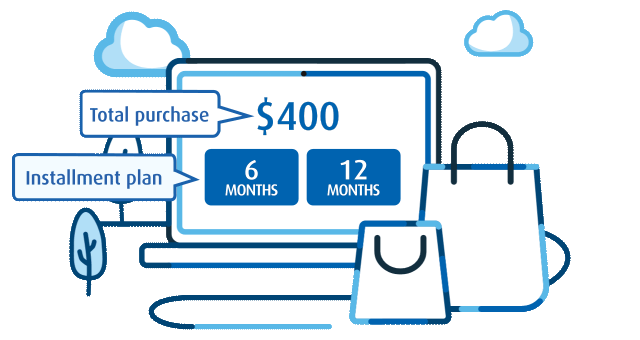 Total purchase
$400
Installment plan
6
MONTHS
12
MONTHS